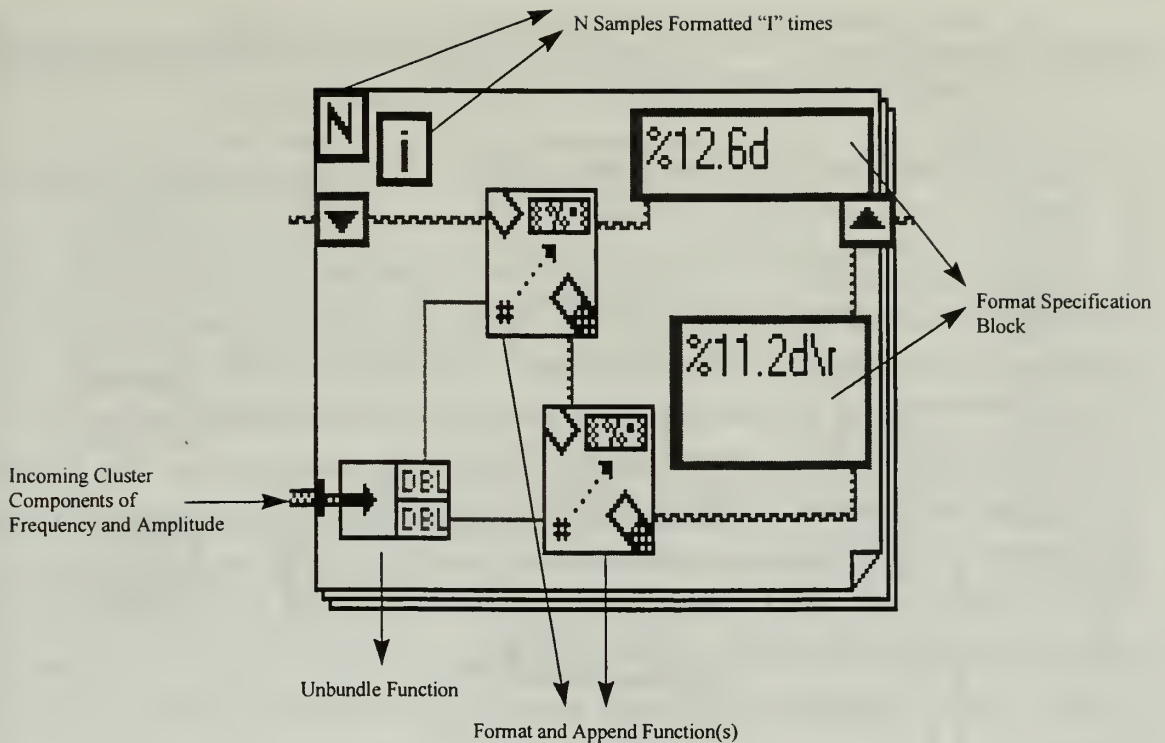 N Samples Formatted “I” times
N
i
%12.6d
#
Format Specification
Block
%11.2d\r
Incoming Cluster
Components of
Frequency and Amplitude
DBL
DBL
#
Unbundle Function
Format and Append Function(s)